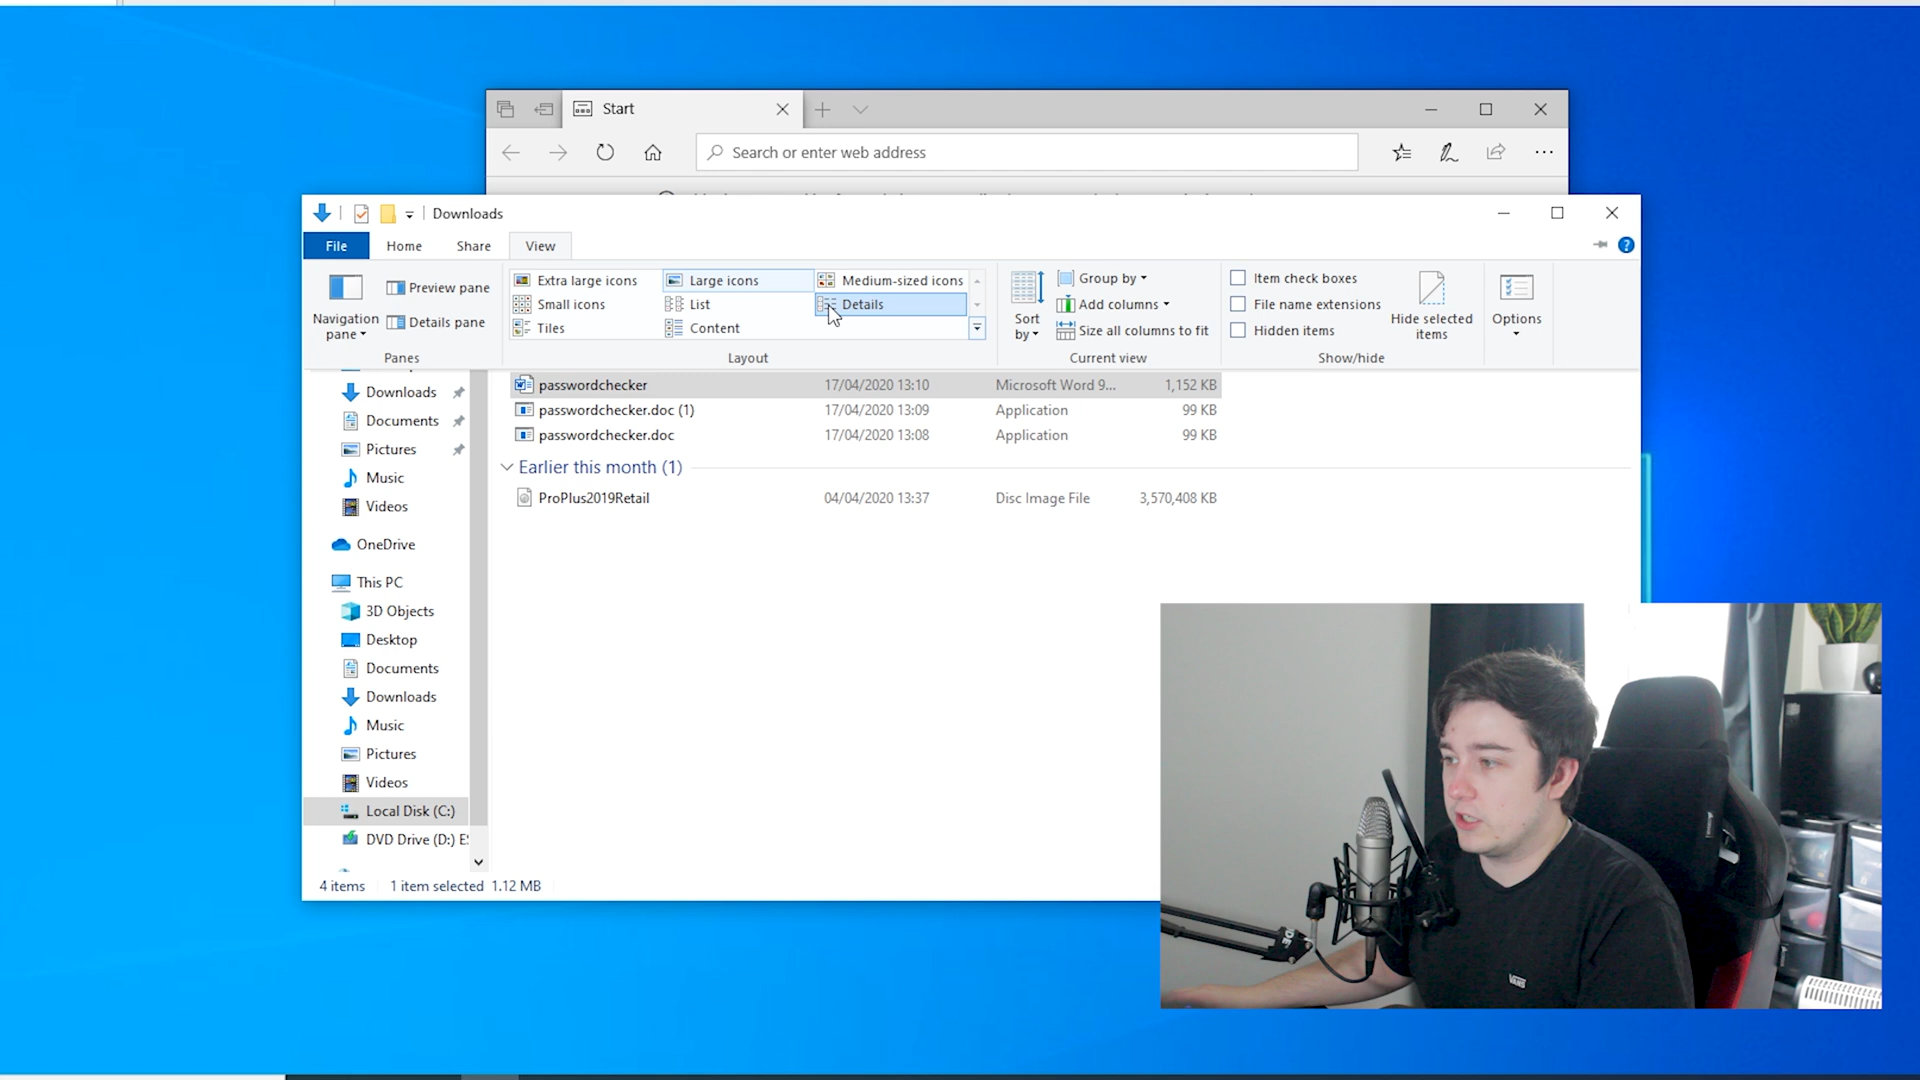 Start
Search or enter web address
Downloads
File Home Share View
Navigation pane
Preview pane
Details pane
Panes
Extra large icons Large icons Medium-sized icons
Small icons List Details
Tiles Content
Layout
Sort by
Group by
Add columns
Size all columns to fit
Current view
Item check boxes
File name extensions
Hidden items
Hide selected items
Show/hide
Options
Downloads
Documents
Pictures
Music
Videos
OneDrive
This PC
3D Objects
Desktop
Documents
Downloads
Music
Pictures
Videos
Local Disk (C:)
DVD Drive (D:) ES
passwordchecker 17/04/2020 13:10 Microsoft Word 9... 1,152 KB
passwordchecker.doc (1) 17/04/2020 13:09 Application 99 KB
passwordchecker.doc 17/04/2020 13:08 Application 99 KB
Earlier this month (1)
ProPlus2019Retail 04/04/2020 13:37 Disc Image File 3,570,408 KB
4 items 1 item selected 1.12 MB
VANS